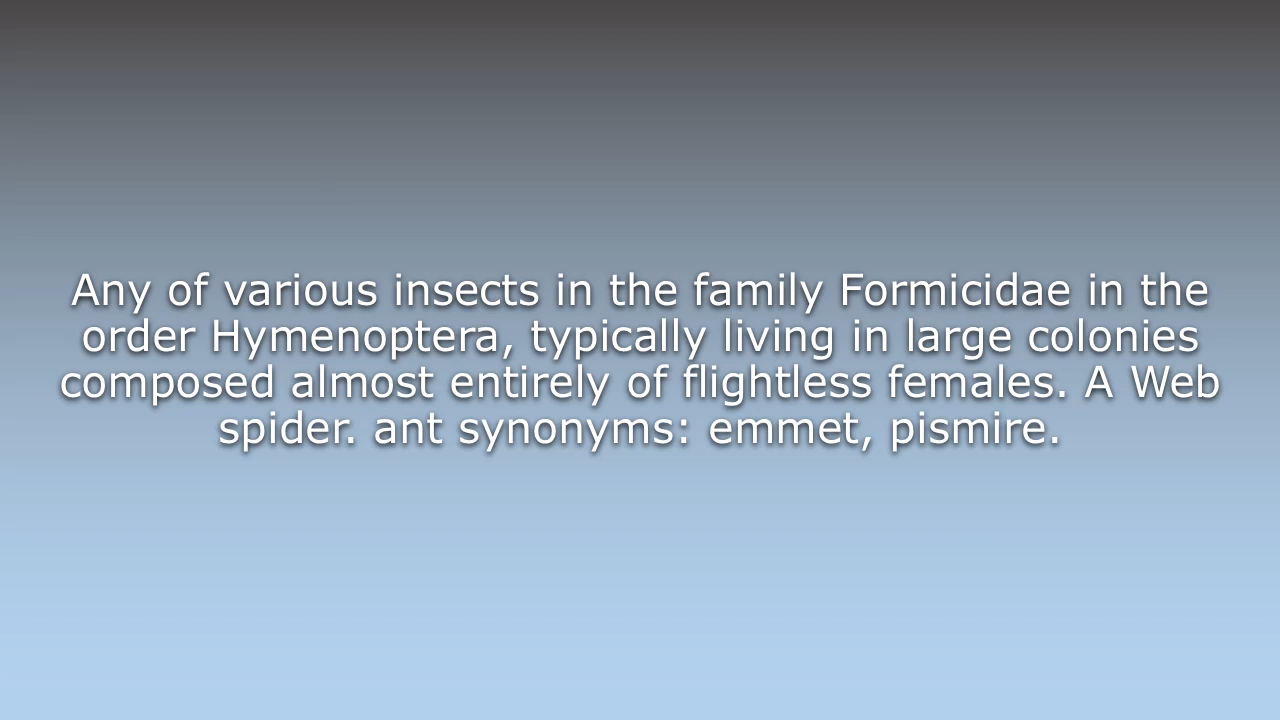 Any of various insects in the family Formicidae in the
order Hymenoptera, typically living in large colonies
composed almost entirely of flightless females. A Web
spider. ant synonyms: emmet, pismire.